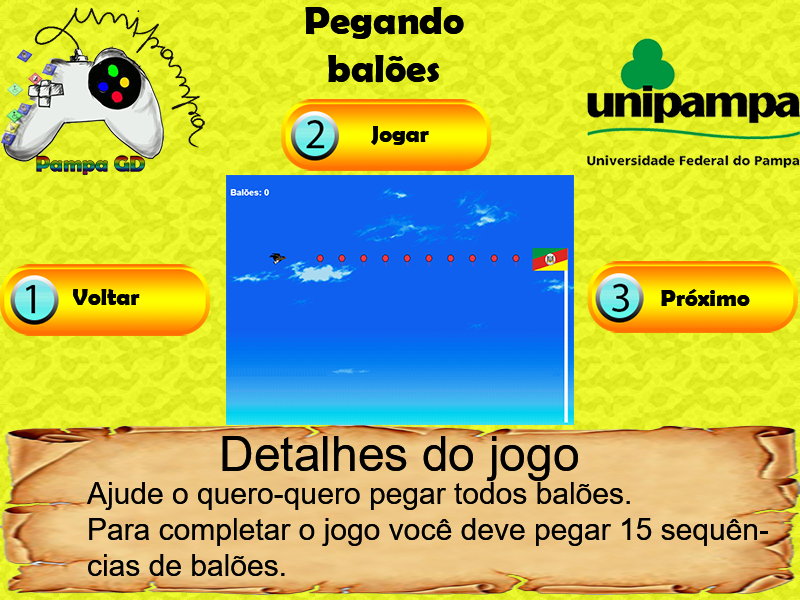 Pegando
balões
unipampa
Pampa GD
2 Jogar
unipampa
Universidade Federal do Pampa
Balões: 0
1 Voltar
3 Próximo
Detalhes do jogo
Ajude o quero-quero pegar todos balões.
Para completar o jogo você deve pegar 15 sequên-
cias de balões.